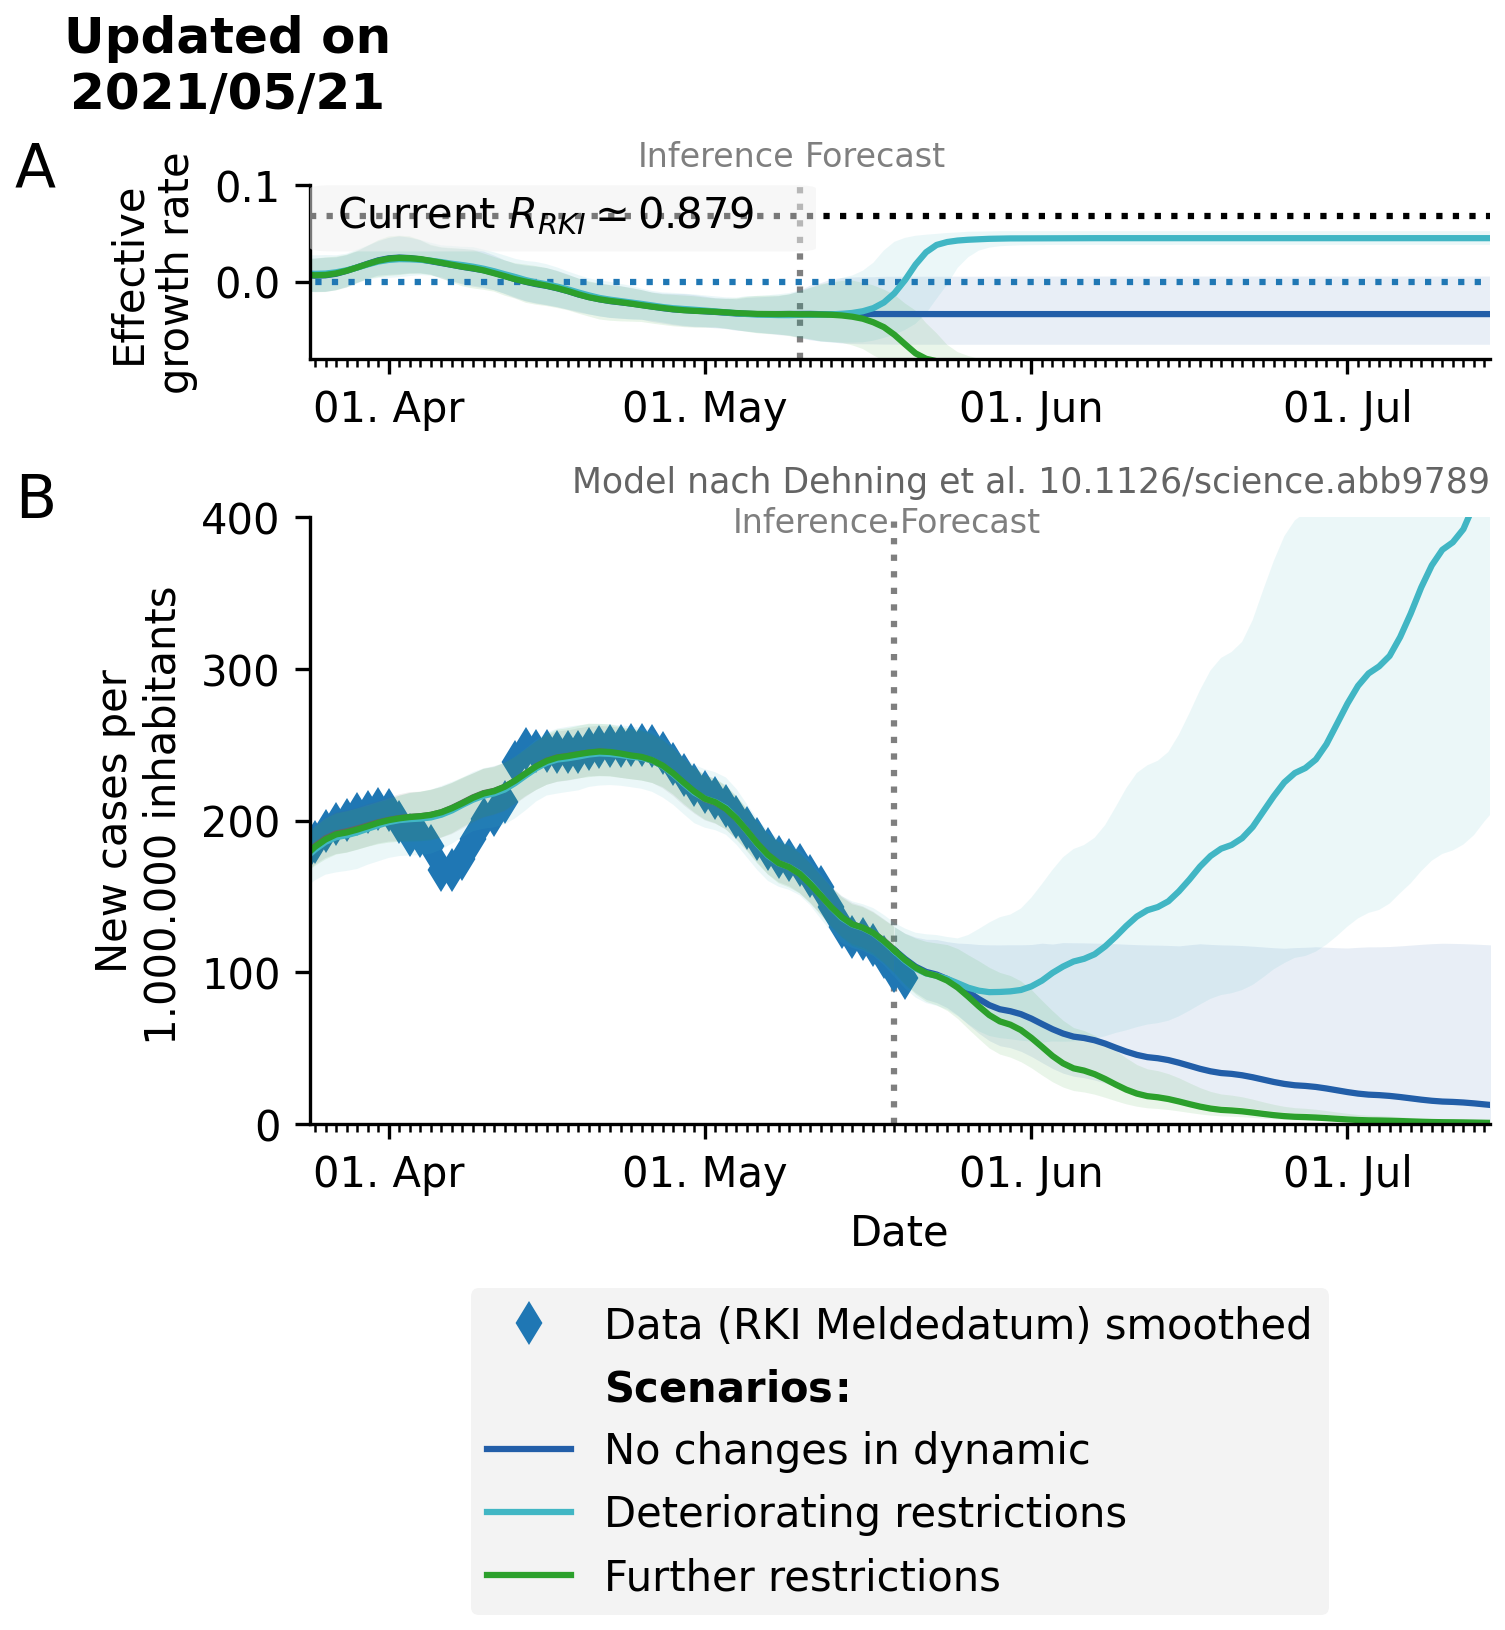 Updated on
2021/05/21
A
Effective
growth rate
Inference Forecast
0.1
0.0
Current R_RKI ≃ 0.879
01. Apr 01. May 01. Jun 01. Jul
B
Model nach Dehning et al. 10.1126/science.abb9789
Inference Forecast
New cases per
1.000.000 inhabitants
400
300
200
100
0
01. Apr 01. May 01. Jun 01. Jul
Date
Data (RKI Meldedatum) smoothed
Scenarios:
No changes in dynamic
Deteriorating restrictions
Further restrictions